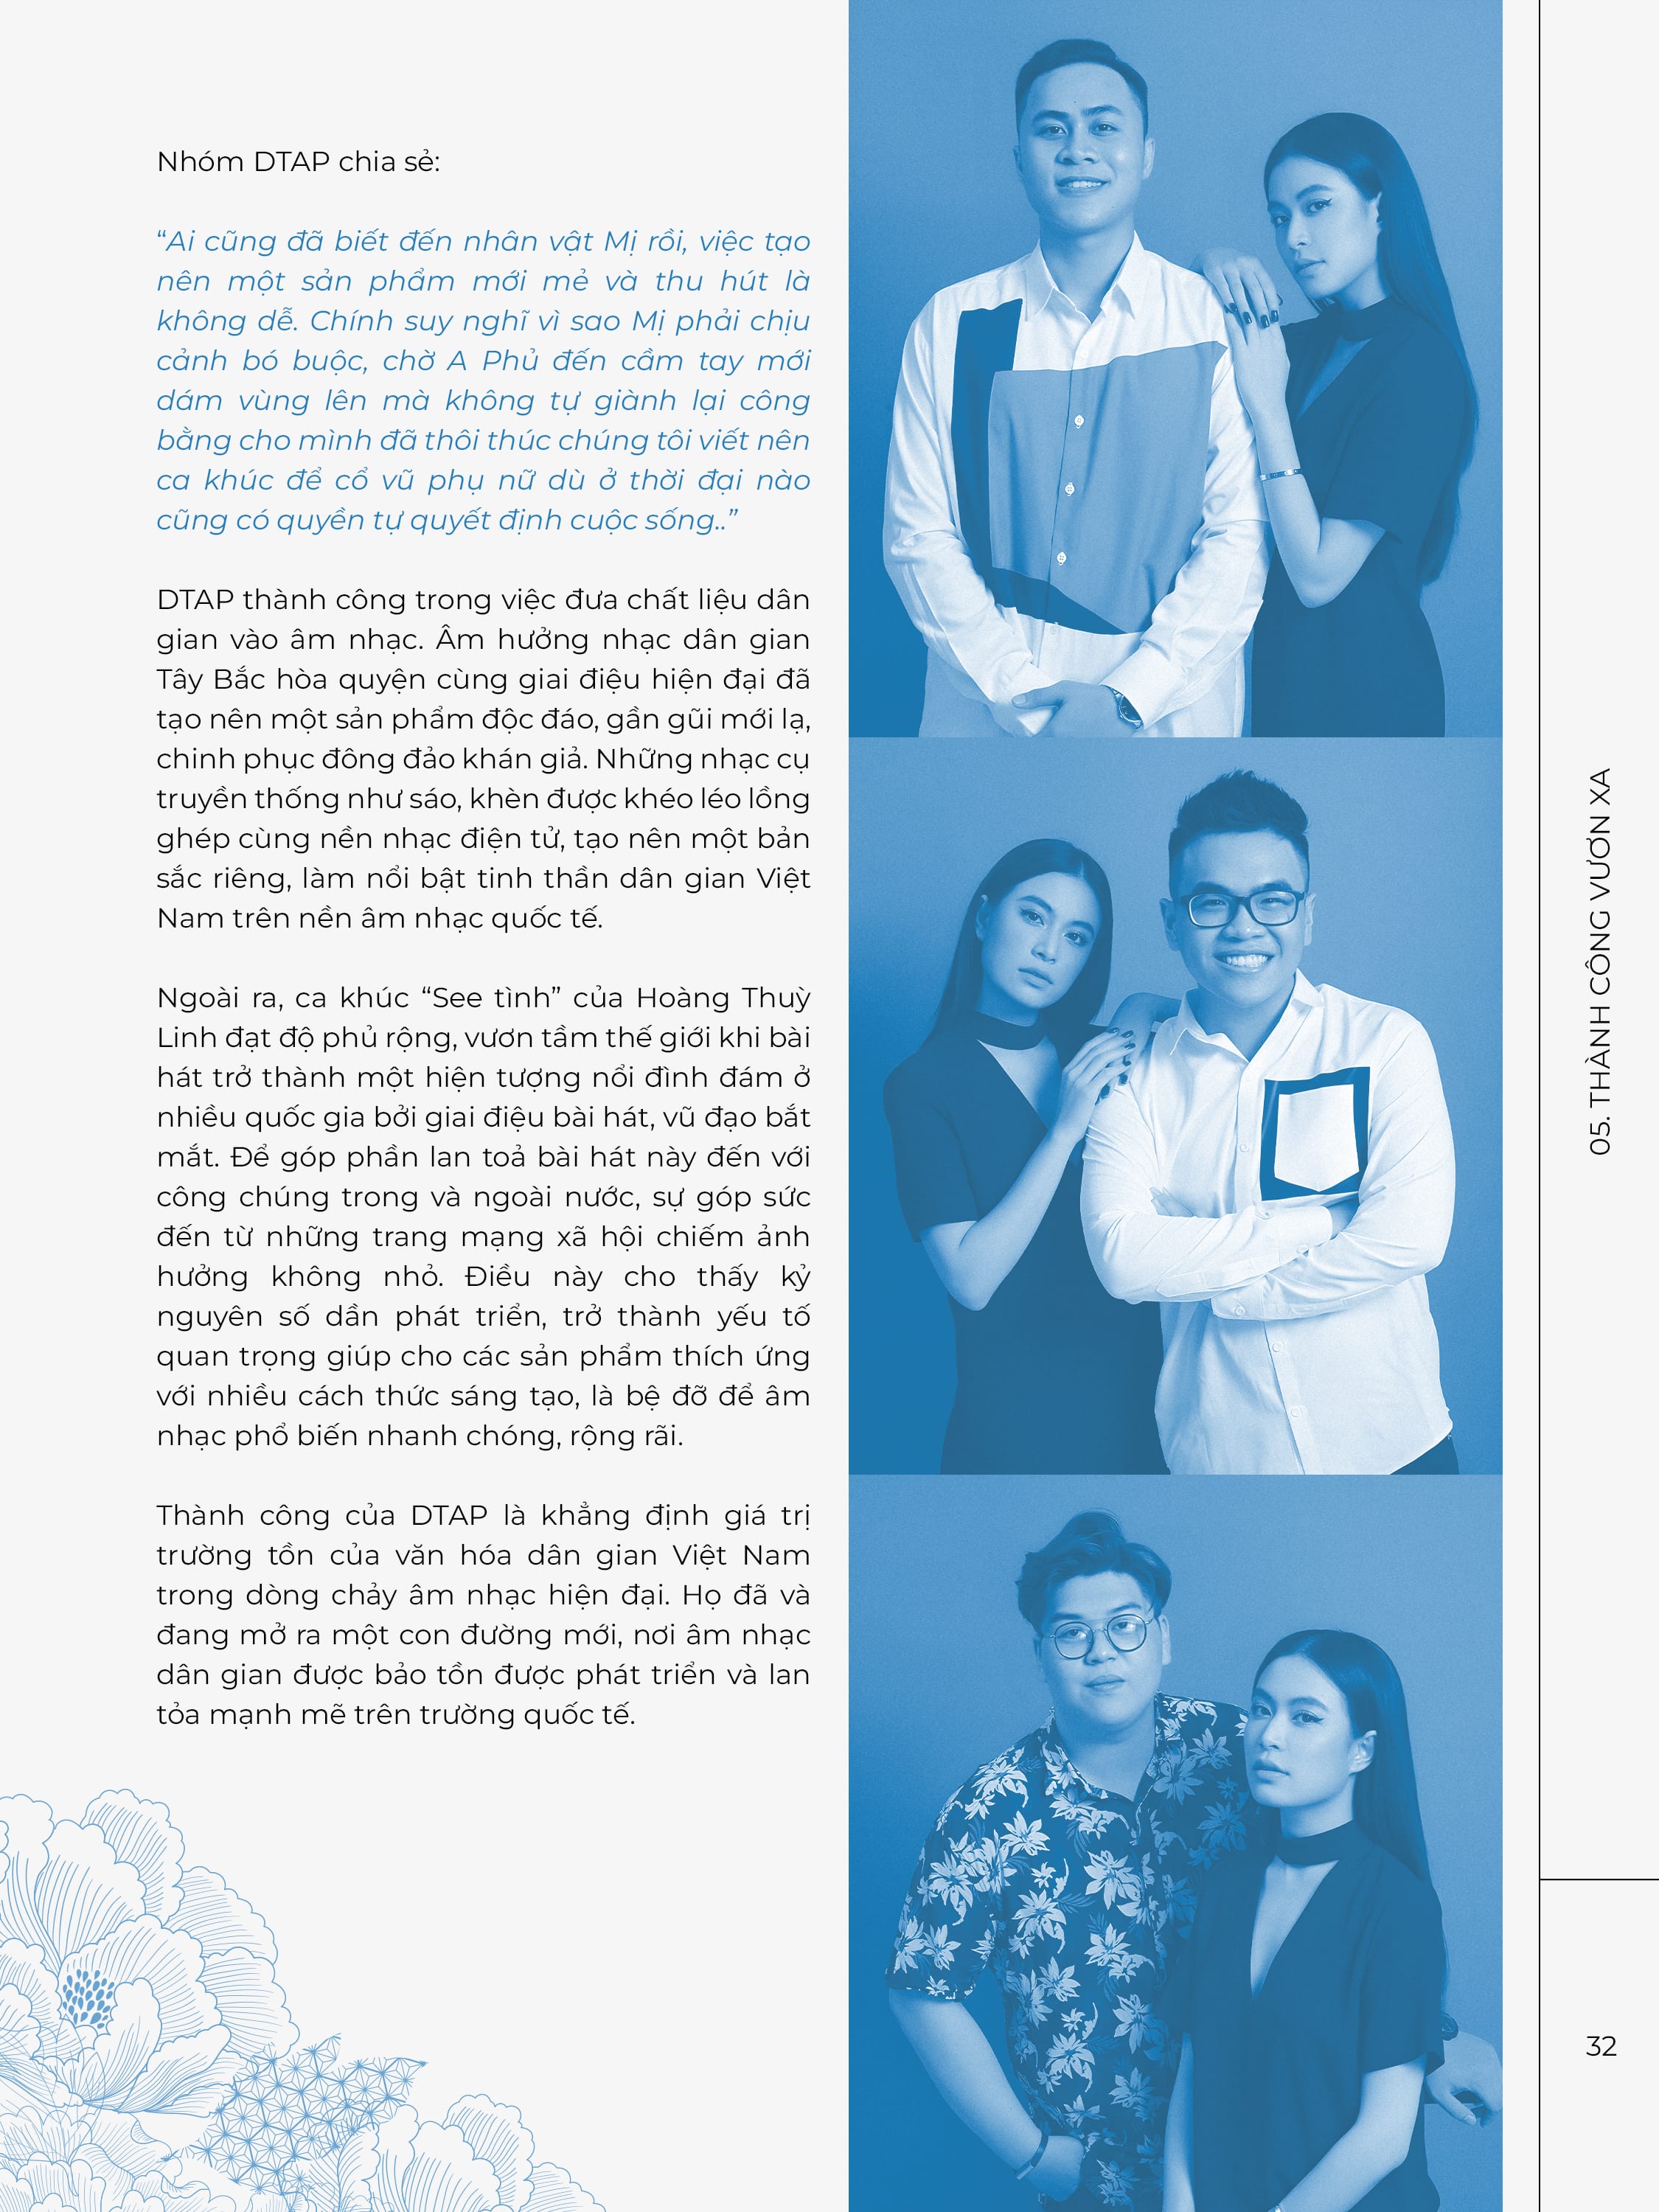 Nhóm DTAP chia sẻ:
“Ai cũng đã biết đến nhân vật Mị rồi, việc tạo
nên một sản phẩm mới mẻ và thu hút là
không dễ. Chính suy nghĩ vì sao Mị phải chịu
cảnh bó buộc, chờ A Phủ đến cầm tay mới
dám vùng lên mà không tự giành lại công
bằng cho mình đã thôi thúc chúng tôi viết nên
ca khúc để cổ vũ phụ nữ dù ở thời đại nào
cũng có quyền tự quyết định cuộc sống..”
DTAP thành công trong việc đưa chất liệu dân
gian vào âm nhạc. Âm hưởng nhạc dân gian
Tây Bắc hòa quyện cùng giai điệu hiện đại đã
tạo nên một sản phẩm độc đáo, gần gũi mới lạ,
chinh phục đông đảo khán giả. Những nhạc cụ
truyền thống như sáo, khèn được khéo léo lồng
ghép cùng nền nhạc điện tử, tạo nên một bản
sắc riêng, làm nổi bật tinh thần dân gian Việt
Nam trên nền âm nhạc quốc tế.
Ngoài ra, ca khúc “See tình” của Hoàng Thuỳ
Linh đạt độ phủ rộng, vươn tầm thế giới khi bài
hát trở thành một hiện tượng nổi đình đám ở
nhiều quốc gia bởi giai điệu bài hát, vũ đạo bắt
mắt. Để góp phần lan toả bài hát này đến với
công chúng trong và ngoài nước, sự góp sức
đến từ những trang mạng xã hội chiếm ảnh
hưởng không nhỏ. Điều này cho thấy kỷ
nguyên số dần phát triển, trở thành yếu tố
quan trọng giúp cho các sản phẩm thích ứng
với nhiều cách thức sáng tạo, là bệ đỡ để âm
nhạc phổ biến nhanh chóng, rộng rãi.
Thành công của DTAP là khẳng định giá trị
trường tồn của văn hóa dân gian Việt Nam
trong dòng chảy âm nhạc hiện đại. Họ đã và
đang mở ra một con đường mới, nơi âm nhạc
dân gian được bảo tồn được phát triển và lan
tỏa mạnh mẽ trên trường quốc tế.
05. THÀNH CÔNG VƯƠN XA
32